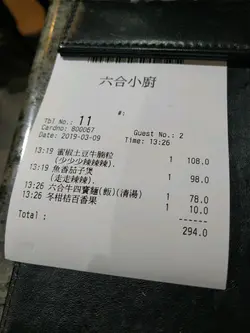 六合小廚
#:
Tbl No.: 11
Guest No.: 2
Cardno: 800067
Date: 2019-03-09 Time: 13:26
13:19 蜜椒土豆牛腩粒 1 108.0
(少少少辣辣辣).
13:19 魚香茄子煲 1 98.0
(走走辣辣).
13:26 六合牛四寶麵(飯)(清湯) 1 78.0
13:26 冬柑桔百香果 1 10.0
Total: 294.0